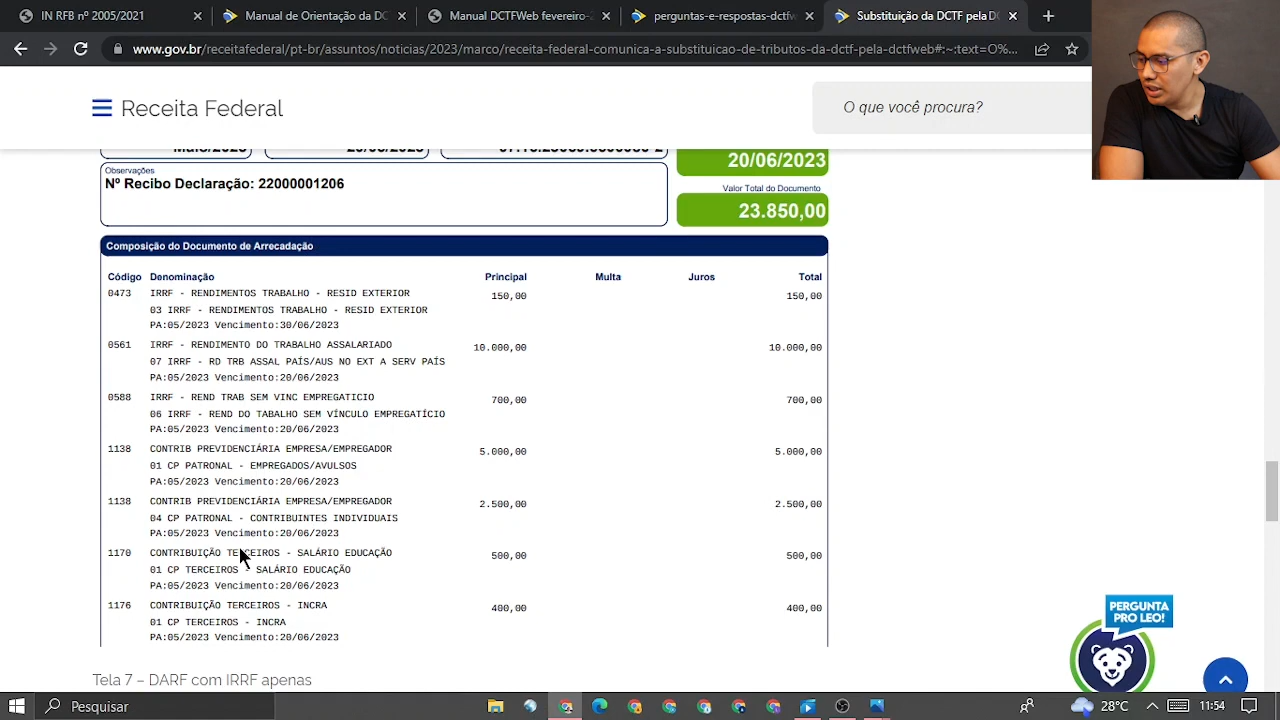 IN RFB nº 2005/2021
Manual de Orientação da DC
Manual DCTFWeb fevereiro-2
perguntas-e-respostas-dctfw
Substituição da DCTF pela D
www.gov.br/receitafederal/pt-br/assuntos/noticias/2023/marco/receita-federal-comunica-a-substituicao-de-tributos-da-dctf-pela-dctfweb#:~:text=O%...
Receita Federal
O que você procura?
20/06/2023
Observações
Nº Recibo Declaração: 22000001206
Valor Total do Documento
23.850,00
Composição do Documento de Arrecadação
Código Denominação Principal Multa Juros Total
0473 IRRF - RENDIMENTOS TRABALHO - RESID EXTERIOR 150,00 150,00
03 IRRF - RENDIMENTOS TRABALHO - RESID EXTERIOR
PA:05/2023 Vencimento:30/06/2023
0561 IRRF - RENDIMENTO DO TRABALHO ASSALARIADO 10.000,00 10.000,00
07 IRRF - RD TRB ASSAL PAÍS/AUS NO EXT A SERV PAÍS
PA:05/2023 Vencimento:20/06/2023
0588 IRRF - REND TRAB SEM VINC EMPREGATICIO 700,00 700,00
06 IRRF - REND DO TABALHO SEM VÍNCULO EMPREGATÍCIO
PA:05/2023 Vencimento:20/06/2023
1138 CONTRIB PREVIDENCIÁRIA EMPRESA/EMPREGADOR 5.000,00 5.000,00
01 CP PATRONAL - EMPREGADOS/AVULSOS
PA:05/2023 Vencimento:20/06/2023
1138 CONTRIB PREVIDENCIÁRIA EMPRESA/EMPREGADOR 2.500,00 2.500,00
04 CP PATRONAL - CONTRIBUINTES INDIVIDUAIS
PA:05/2023 Vencimento:20/06/2023
1170 CONTRIBUIÇÃO TERCEIROS - SALÁRIO EDUCAÇÃO 500,00 500,00
01 CP TERCEIROS - SALÁRIO EDUCAÇÃO
PA:05/2023 Vencimento:20/06/2023
1176 CONTRIBUIÇÃO TERCEIROS - INCRA 400,00 400,00
01 CP TERCEIROS - INCRA
PA:05/2023 Vencimento:20/06/2023
PERGUNTA
PRO LEO!
Tela 7 – DARF com IRRF apenas
Pesquisar
28°C
11:54